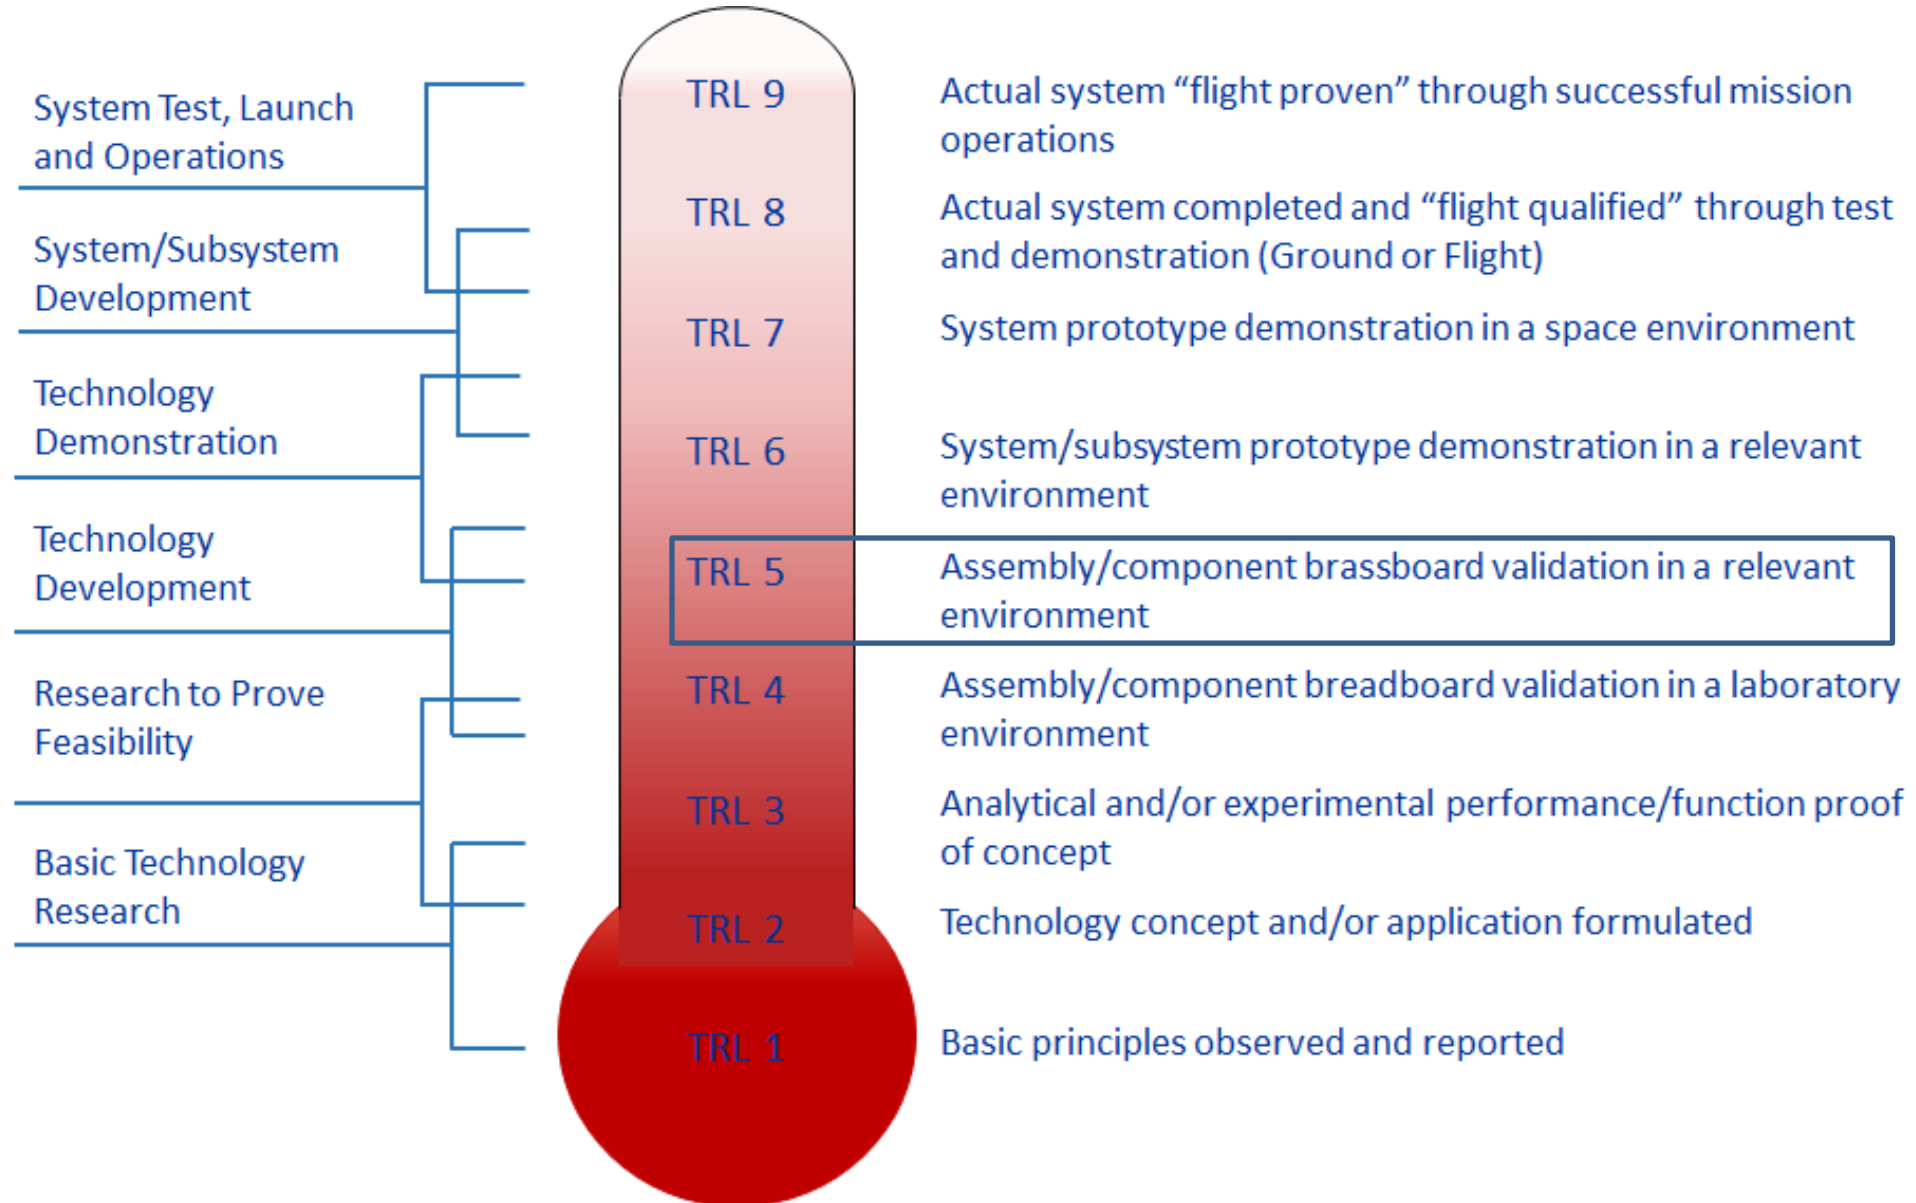 System Test, Launch
and Operations
System/Subsystem
Development
Technology
Demonstration
Technology
Development
Research to Prove
Feasibility
Basic Technology
Research
TRL 9
TRL 8
TRL 7
TRL 6
TRL 5
TRL 4
TRL 3
TRL 2
TRL 1
Actual system “flight proven” through successful mission
operations
Actual system completed and “flight qualified” through test
and demonstration (Ground or Flight)
System prototype demonstration in a space environment
System/subsystem prototype demonstration in a relevant
environment
Assembly/component brassboard validation in a relevant
environment
Assembly/component breadboard validation in a laboratory
environment
Analytical and/or experimental performance/function proof
of concept
Technology concept and/or application formulated
Basic principles observed and reported